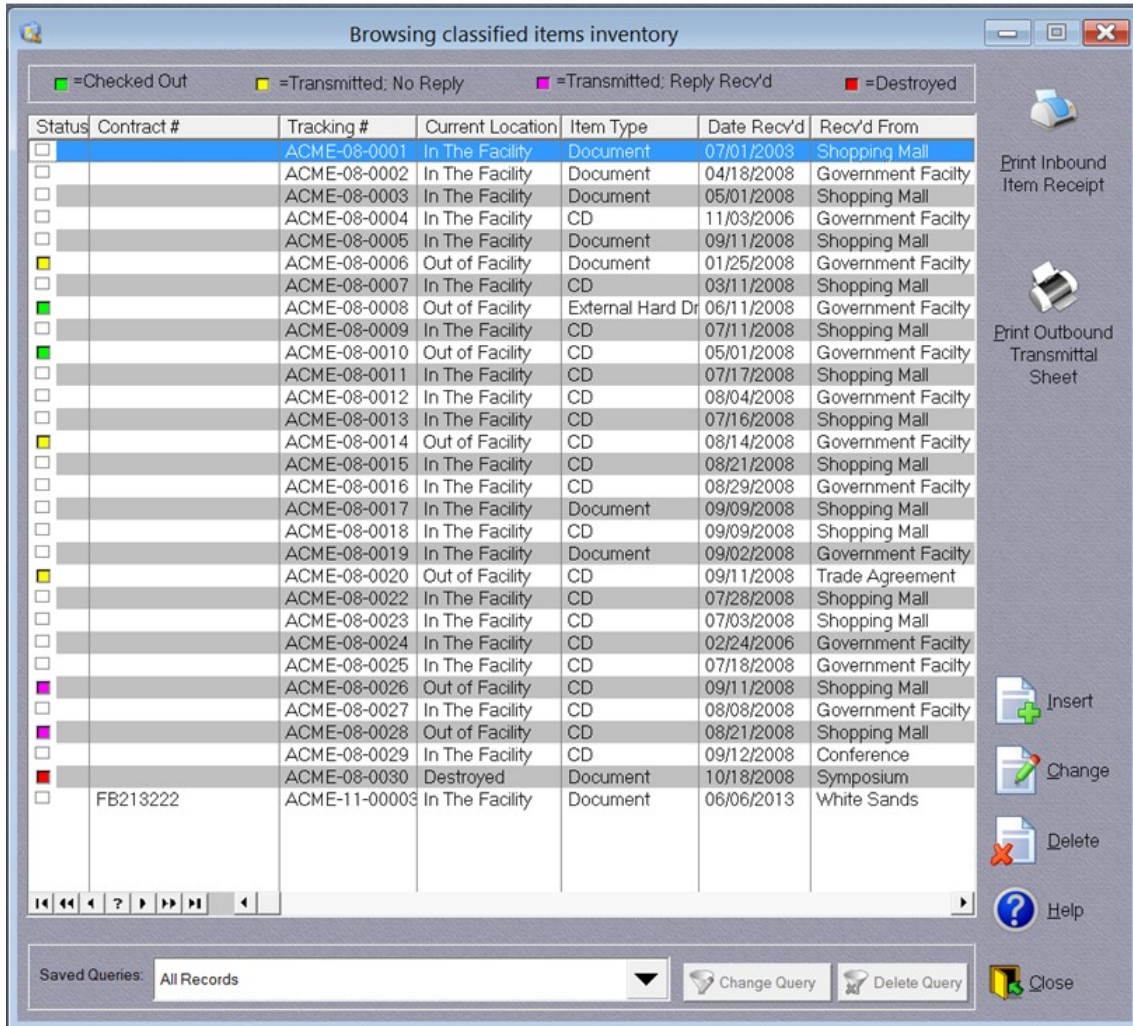 Browsing classified items inventory
=Checked Out =Transmitted; No Reply =Transmitted; Reply Recv'd =Destroyed
Status Contract # Tracking # Current Location Item Type Date Recv'd Recv'd From
ACME-08-0001 In The Facility Document 07/01/2003 Shopping Mall
ACME-08-0002 In The Facility Document 04/18/2008 Government Facilty
ACME-08-0003 In The Facility Document 05/01/2008 Shopping Mall
ACME-08-0004 In The Facility CD 11/03/2006 Government Facilty
ACME-08-0005 In The Facility Document 09/11/2008 Shopping Mall
ACME-08-0006 Out of Facility Document 01/25/2008 Government Facilty
ACME-08-0007 In The Facility CD 03/11/2008 Shopping Mall
ACME-08-0008 Out of Facility External Hard Dr 06/11/2008 Government Facilty
ACME-08-0009 In The Facility CD 07/11/2008 Shopping Mall
ACME-08-0010 Out of Facility CD 05/01/2008 Government Facilty
ACME-08-0011 In The Facility CD 07/17/2008 Shopping Mall
ACME-08-0012 In The Facility CD 08/04/2008 Government Facilty
ACME-08-0013 In The Facility CD 07/16/2008 Shopping Mall
ACME-08-0014 Out of Facility CD 08/14/2008 Government Facilty
ACME-08-0015 In The Facility CD 08/21/2008 Shopping Mall
ACME-08-0016 In The Facility CD 08/29/2008 Government Facilty
ACME-08-0017 In The Facility Document 09/09/2008 Shopping Mall
ACME-08-0018 In The Facility CD 09/09/2008 Shopping Mall
ACME-08-0019 In The Facility Document 09/02/2008 Government Facilty
ACME-08-0020 Out of Facility CD 09/11/2008 Trade Agreement
ACME-08-0022 In The Facility CD 07/28/2008 Shopping Mall
ACME-08-0023 In The Facility CD 07/03/2008 Shopping Mall
ACME-08-0024 In The Facility CD 02/24/2006 Government Facilty
ACME-08-0025 In The Facility CD 07/18/2008 Government Facilty
ACME-08-0026 Out of Facility CD 09/11/2008 Shopping Mall
ACME-08-0027 In The Facility CD 08/08/2008 Government Facilty
ACME-08-0028 Out of Facility CD 08/21/2008 Shopping Mall
ACME-08-0029 In The Facility CD 09/12/2008 Conference
ACME-08-0030 Destroyed Document 10/18/2008 Symposium
FB213222 ACME-11-00003 In The Facility Document 06/06/2013 White Sands
?
Saved Queries: All Records Change Query Delete Query
Print Inbound
Item Receipt
Print Outbound
Transmittal
Sheet
Insert
Change
Delete
? Help
Close